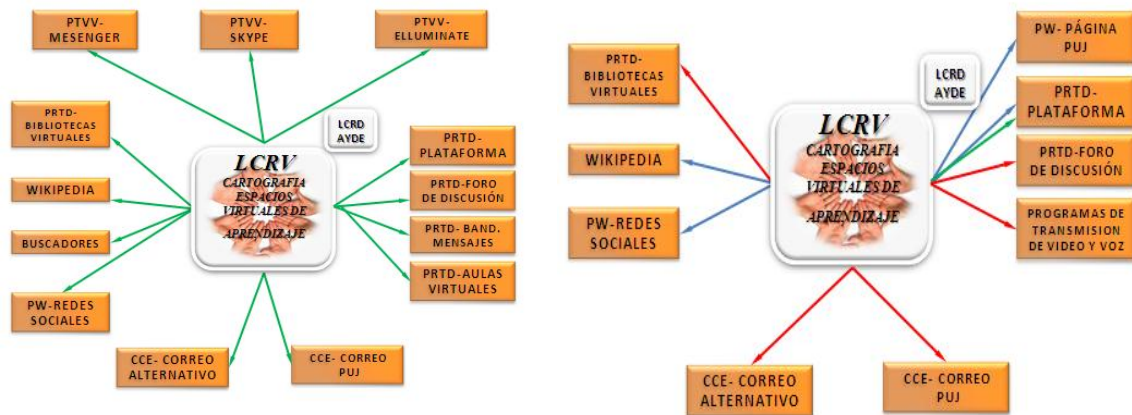 PTVV-
MESENGER
PTVV-
SKYPE
PTVV-
ELLUMINATE
PRTD-
BIBLIOTECAS
VIRTUALES
WIKIPEDIA
BUSCADORES
PW-REDES
SOCIALES
LCRD
AYDE
LCRV
CARTOGRAFIA
ESPACIOS
VIRTUALES DE
APRENDIZAJE
PRTD-
PLATAFORMA
PRTD-FORO
DE DISCUSIÓN
PRTD- BAND.
MENSAJES
PRTD-AULAS
VIRTUALES
CCE- CORREO
ALTERNATIVO
CCE- CORREO
PUJ
PRTD-
BIBLIOTECAS
VIRTUALES
WIKIPEDIA
PW-REDES
SOCIALES
LCRD
AYDE
LCRV
CARTOGRAFIA
ESPACIOS
VIRTUALES DE
APRENDIZAJE
PW- PÁGINA
PUJ
PRTD-
PLATAFORMA
PRTD-FORO
DE DISCUSIÓN
PROGRAMAS DE
TRANSMISION
DE VIDEO Y VOZ
CCE- CORREO
ALTERNATIVO
CCE- CORREO
PUJ